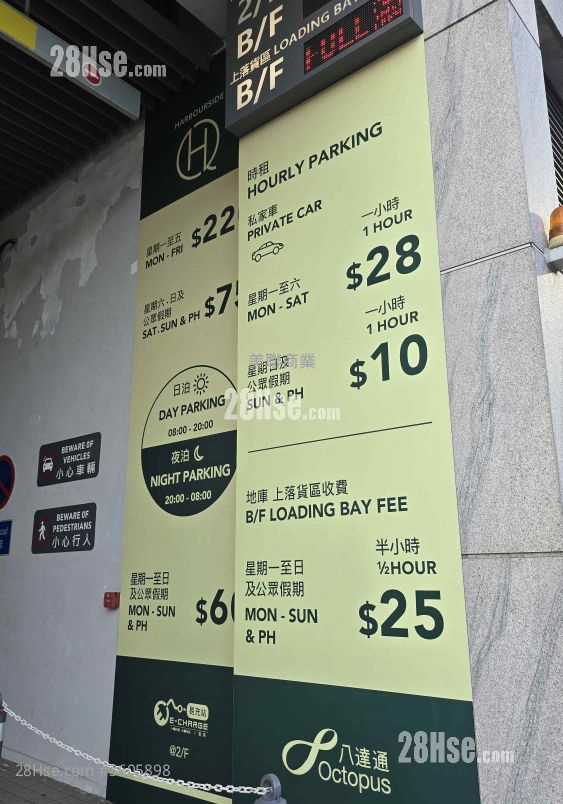 28Hse.com
2/F
B/F
上落貨區 LOADING BAY
B/F FULL
HARBOURSIDE
HQ
星期一至五
MON - FRI
$22
星期六、日及
公眾假期
SAT. SUN & PH
日泊
DAY PARKING
08:00 - 20:00
夜泊
NIGHT PARKING
20:00 - 08:00
星期一至日
及公眾假期
MON - SUN
& PH
易充站
E-CHARGE
@2/F
時租
HOURLY PARKING
私家車
PRIVATE CAR
一小時
1 HOUR
星期一至六
MON - SAT
$28
一小時
1 HOUR
星期日及
公眾假期
SUN & PH
$10
美聯商業
28Hse.com
地庫 上落貨區收費
B/F LOADING BAY FEE
半小時
½HOUR
星期一至日
及公眾假期
MON - SUN
& PH
$25
八達通
Octopus
28Hse.com
BEWARE OF
VEHICLES
小心車輛
BEWARE OF
PEDESTRIANS
小心行人
28Hse.com